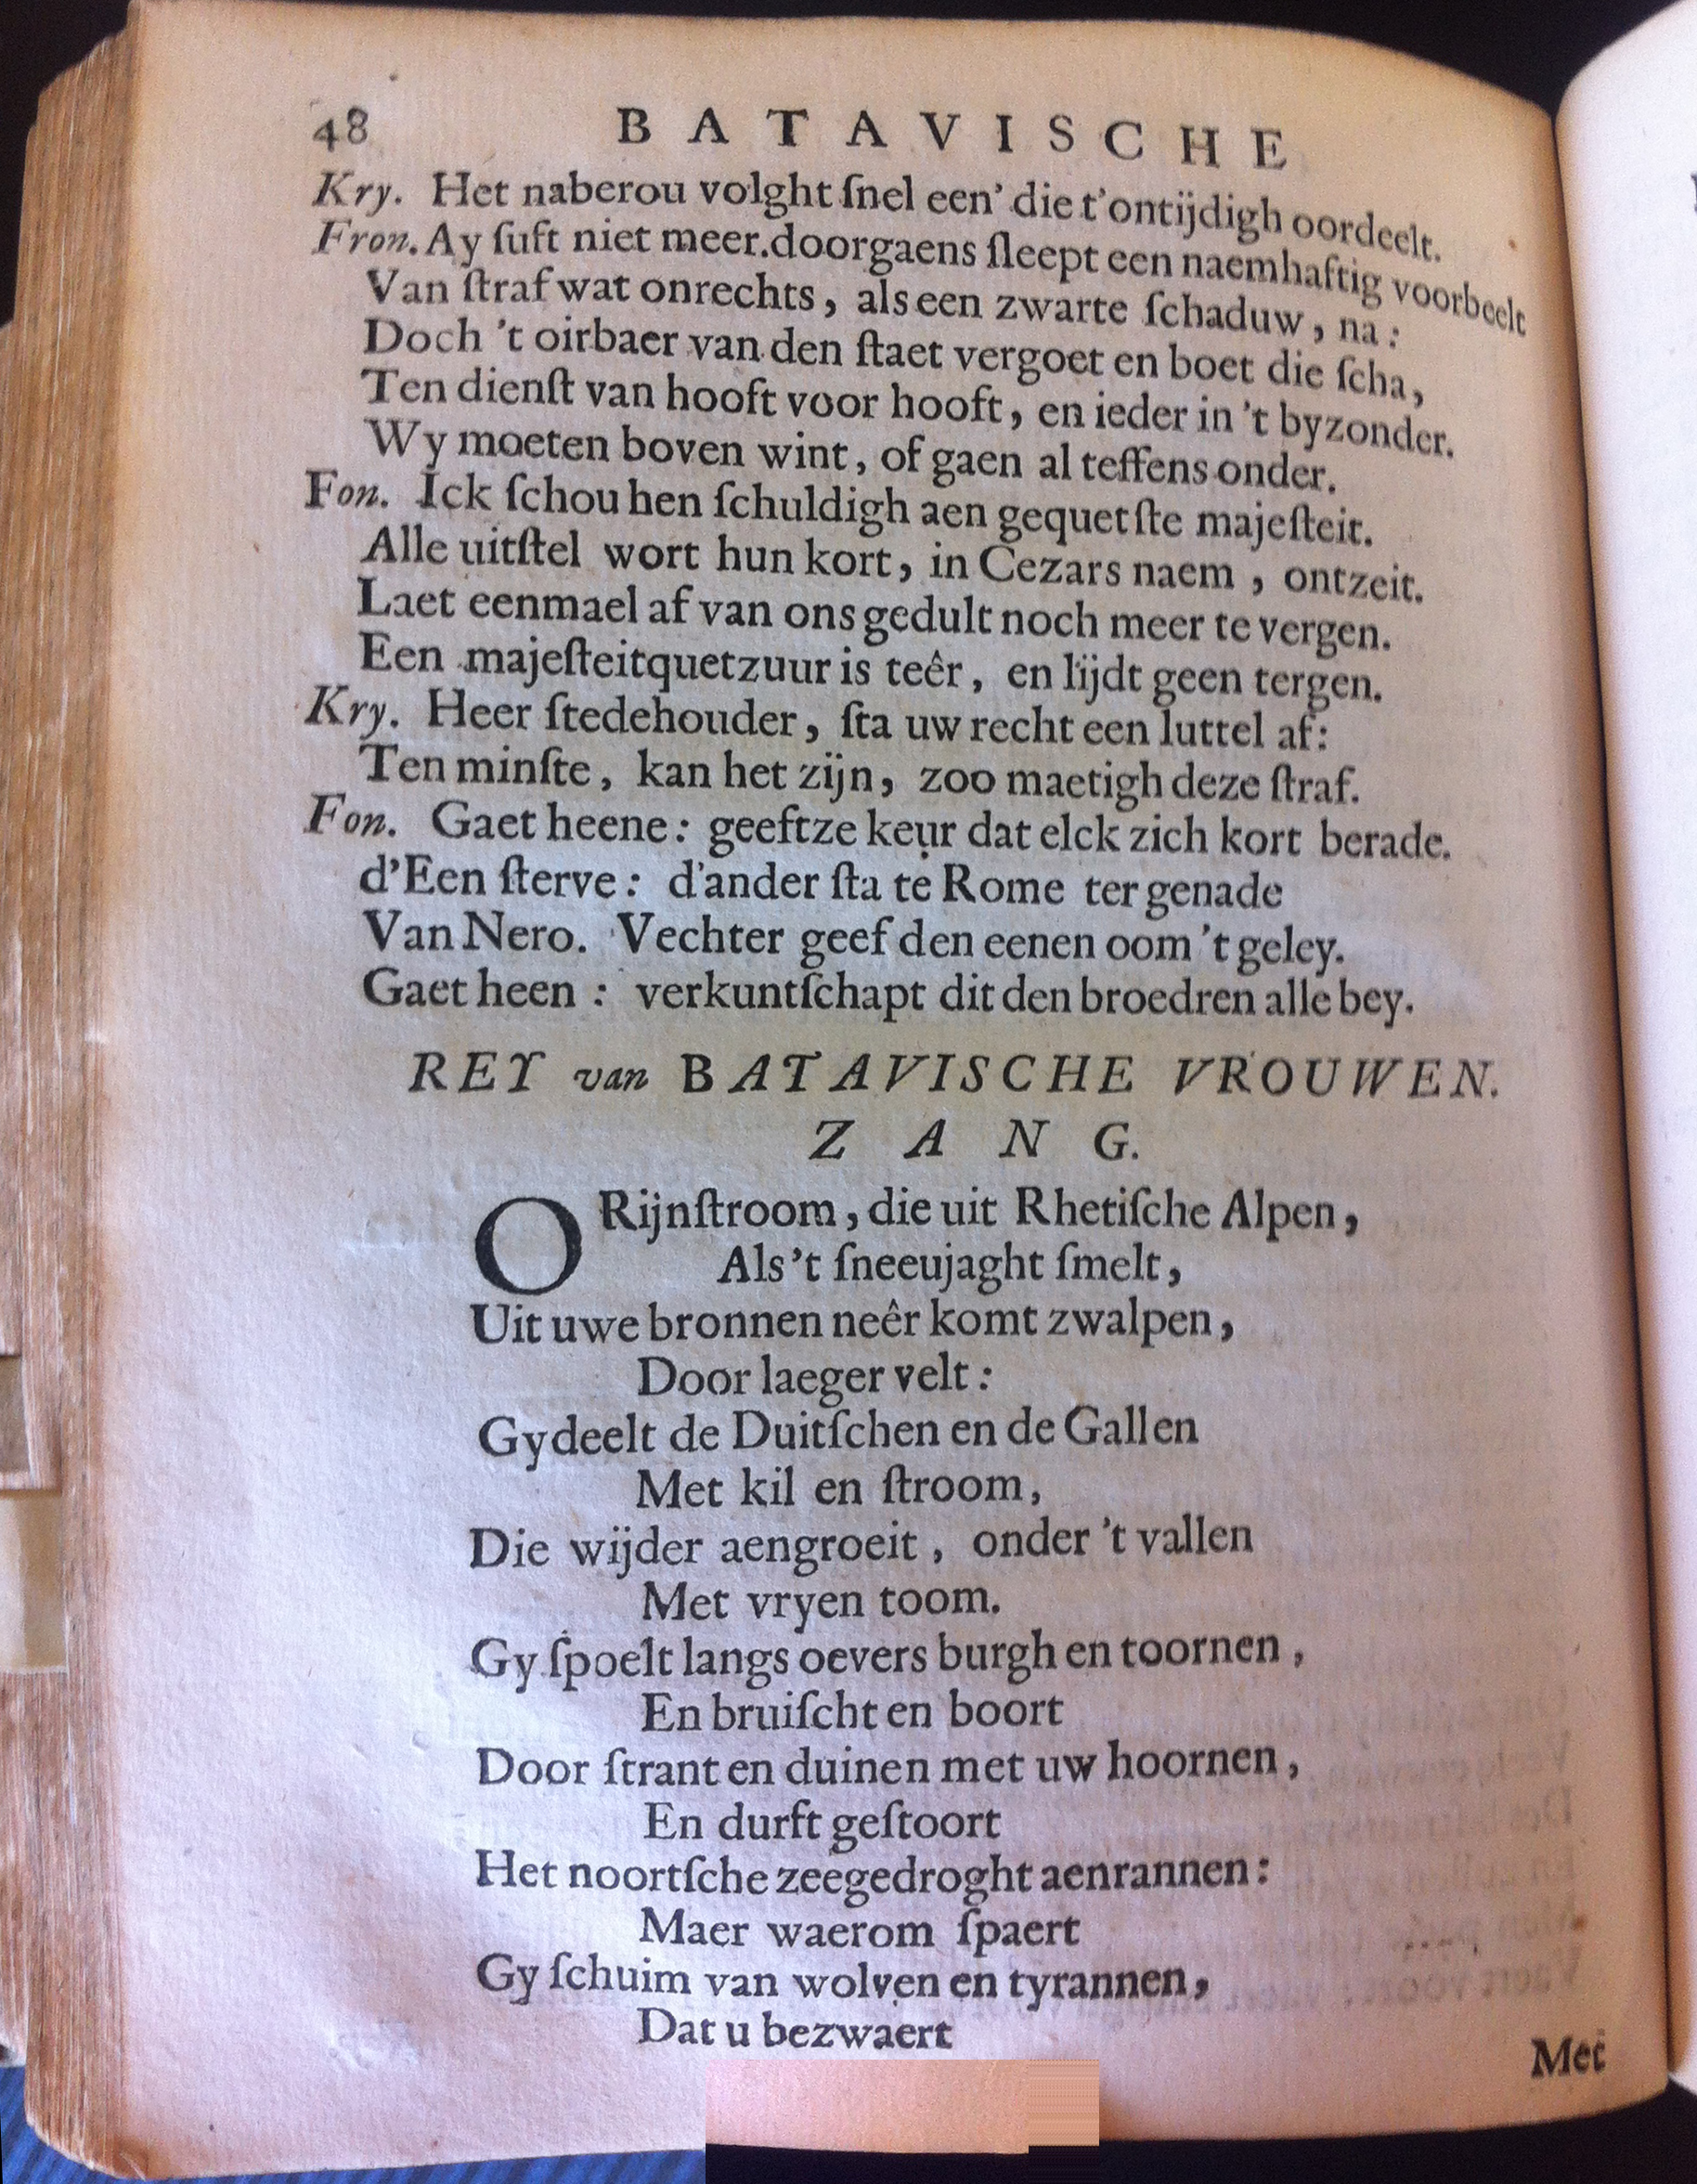 48 BATAVISCHE
Kry. Het naberou volght ſnel een' die t'ontijdigh oordeelt.
Fron. Ay ſuft niet meer. doorgaens ſleept een naemhaftig voorbeelt
Van ſtraf wat onrechts, als een zwarte ſchaduw, na:
Doch 't oirbaer van den ſtaet vergoet en boet die ſcha,
Ten dienſt van hooft voor hooft, en ieder in 't byzonder.
Wy moeten boven wint, of gaen al teffens onder.
Fon. Ick ſchou hen ſchuldigh aen gequetſte majeſteit.
Alle uitſtel wort hun kort, in Cezars naem, ontzeit.
Laet eenmael af van ons gedult noch meer te vergen.
Een majeſteitquetzuur is teêr, en lijdt geen tergen.
Kry. Heer ſtedehouder, ſta uw recht een luttel af:
Ten minſte, kan het zijn, zoo maetigh deze ſtraf.
Fon. Gaet heene: geeftze keur dat elck zich kort berade.
d'Een ſterve: d'ander ſta te Rome ter genade
Van Nero. Vechter geef den eenen oom 't geley.
Gaet heen: verkuntſchapt dit den broedren alle bey.
REY van BATAVISCHE VROUWEN.
ZANG.
O Rijnſtroom, die uit Rhetiſche Alpen,
Als 't ſneeujaght ſmelt,
Uit uwe bronnen neêr komt zwalpen,
Door laeger velt:
Gy deelt de Duitſchen en de Gallen
Met kil en ſtroom,
Die wijder aengroeit, onder 't vallen
Met vryen toom.
Gy ſpoelt langs oevers burgh en toornen,
En bruiſcht en boort
Door ſtrant en duinen met uw hoornen,
En durft geſtoort
Het noortſche zeegedroght aenrannen:
Maer waerom ſpaert
Gy ſchuim van wolven en tyrannen,
Dat u bezwaert
Met